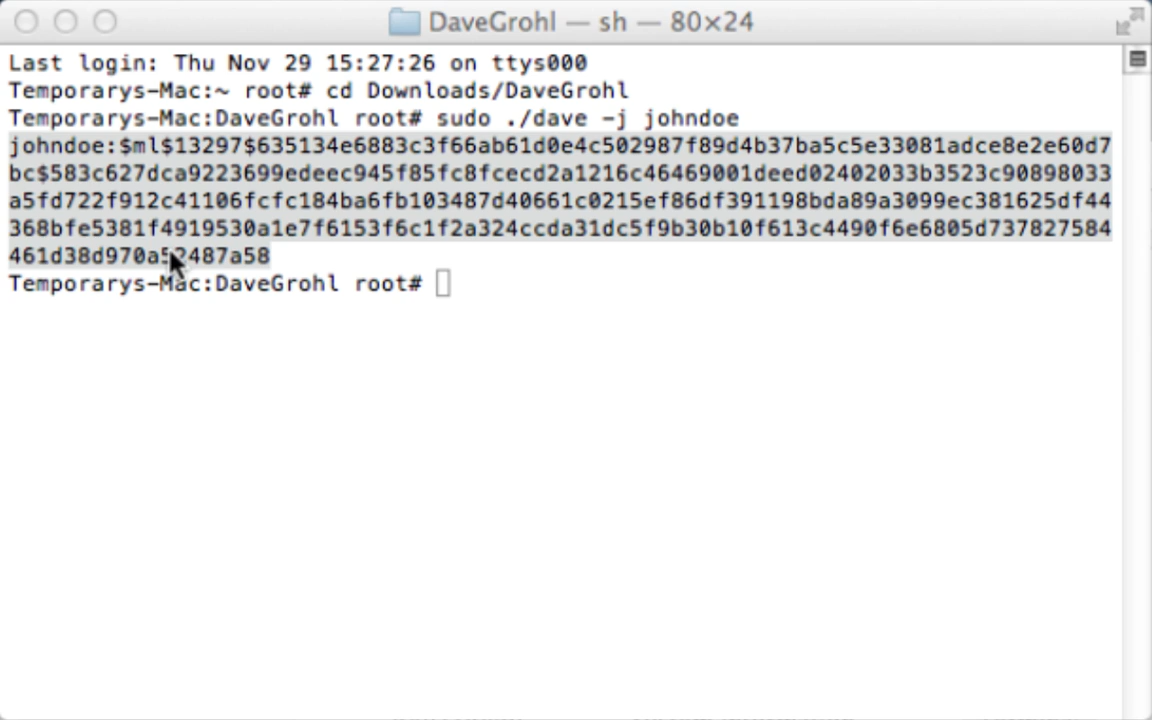 DaveGrohl — sh — 80×24
Last login: Thu Nov 29 15:27:26 on ttys000
Temporarys-Mac:~ root# cd Downloads/DaveGrohl
Temporarys-Mac:DaveGrohl root# sudo ./dave -j johndoe
johndoe:$ml$13297$635134e6883c3f66ab61d0e4c502987f89d4b37ba5c5e33081adce8e2e60d7
bc$583c627dca9223699edeec945f85fc8fcecd2a1216c46469001deed02402033b3523c90898033
a5fd722f912c41106fcfc184ba6fb103487d40661c0215ef86df391198bda89a3099ec381625df44
368bfe5381f4919530a1e7f6153f6c1f2a324ccda31dc5f9b30b10f613c4490f6e6805d737827584
461d38d970a52487a58
Temporarys-Mac:DaveGrohl root#